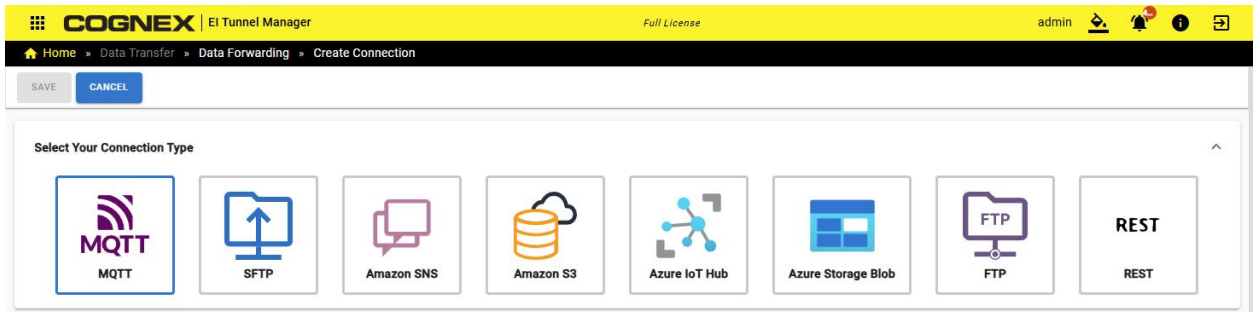 COGNEX EI Tunnel Manager Full License admin
Home » Data Transfer » Data Forwarding » Create Connection
SAVE CANCEL
Select Your Connection Type
MQTT
FTP
REST
MQTT SFTP Amazon SNS Amazon S3 Azure IoT Hub Azure Storage Blob FTP REST